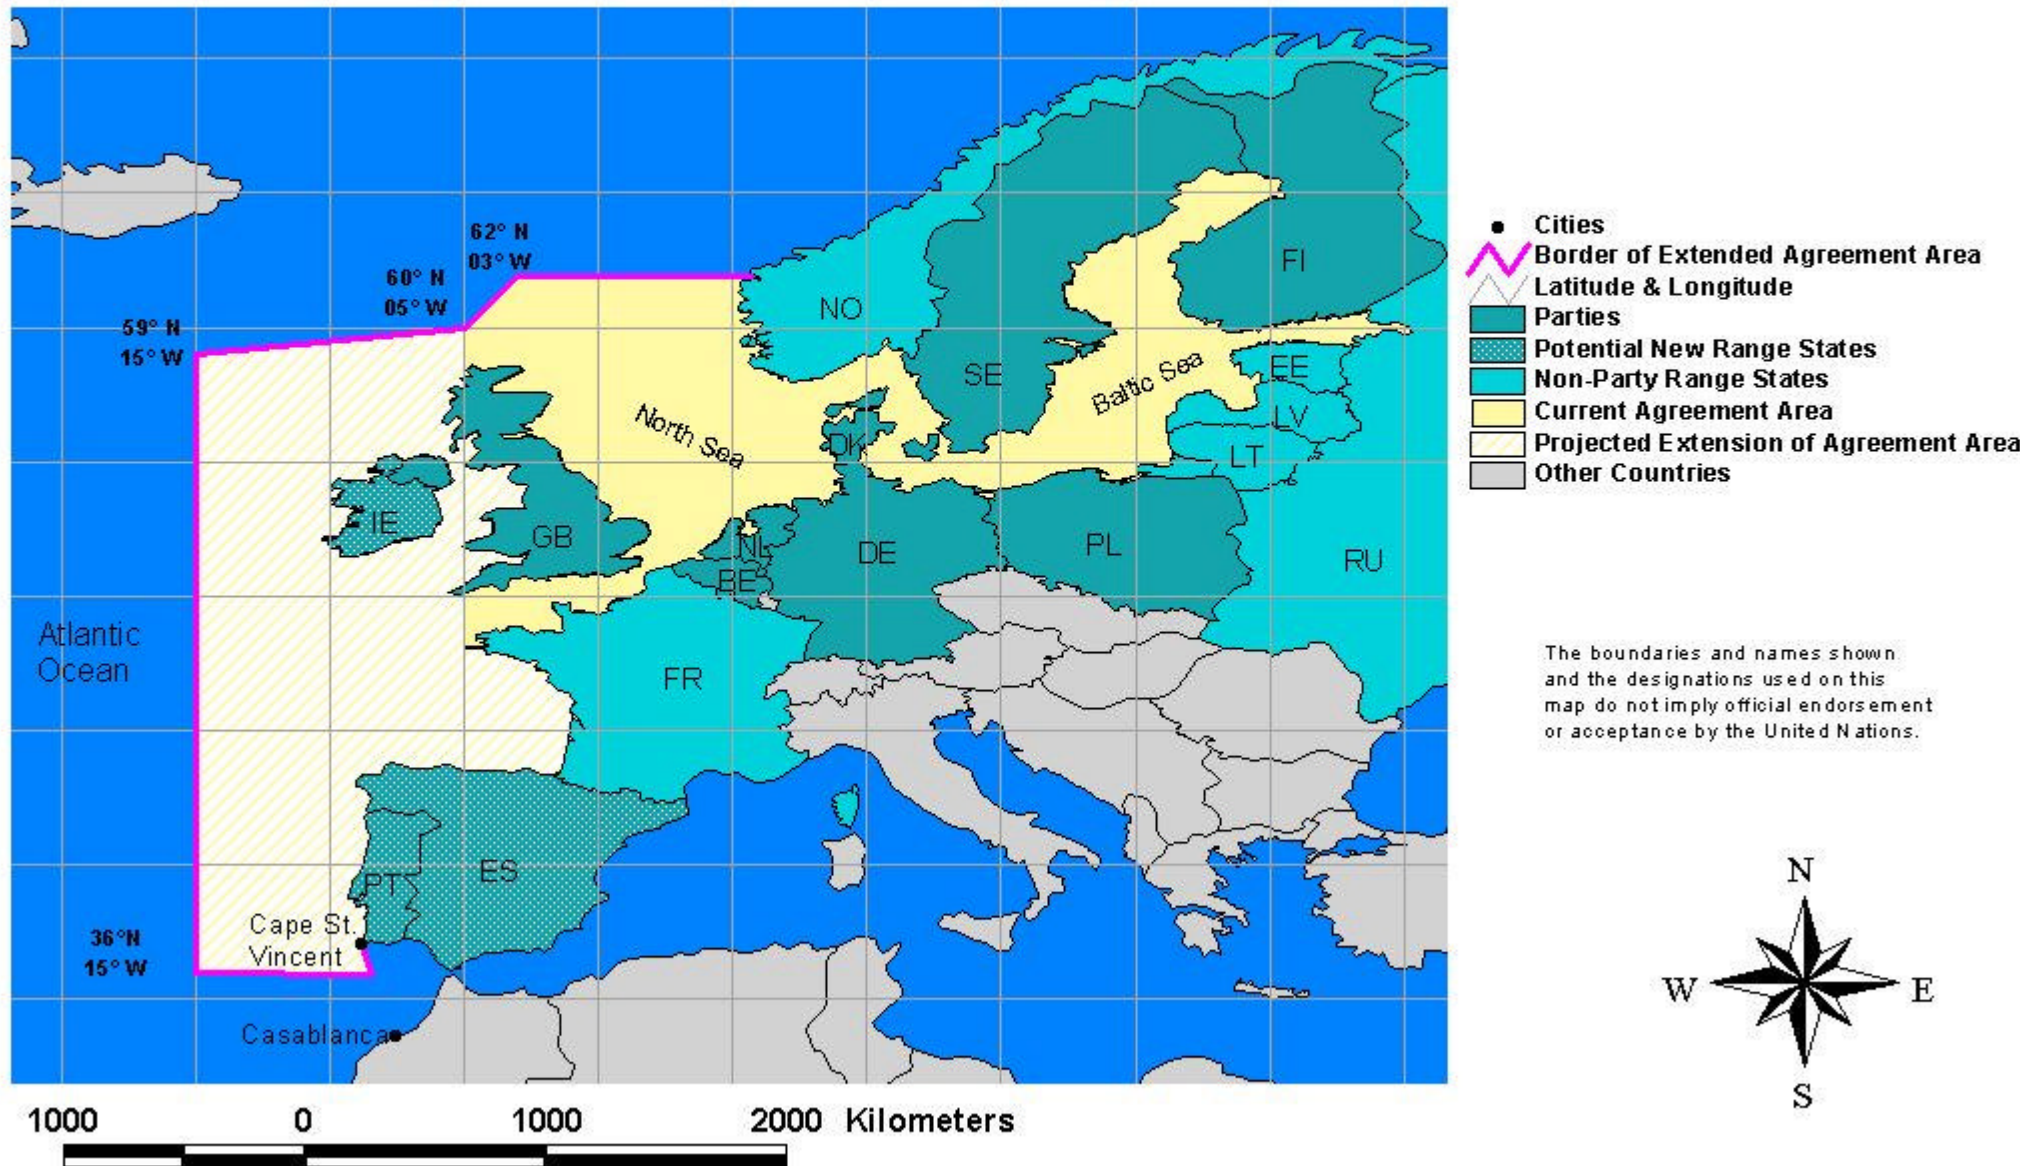 62° N
03° W
60° N
05° W
59° N
15° W
NO
FI
SE
EE
LV
LT
DK
North Sea
Baltic Sea
IE
GB
NL
BE
DE
PL
RU
FR
Atlantic
Ocean
PT
ES
Cape St.
Vincent
36°N
15° W
Casablanca
1000 0 1000 2000 Kilometers
Cities
Border of Extended Agreement Area
Latitude & Longitude
Parties
Potential New Range States
Non-Party Range States
Current Agreement Area
Projected Extension of Agreement Area
Other Countries
The boundaries and names shown
and the designations used on this
map do not imply official endorsement
or acceptance by the United Nations.
N
W E
S